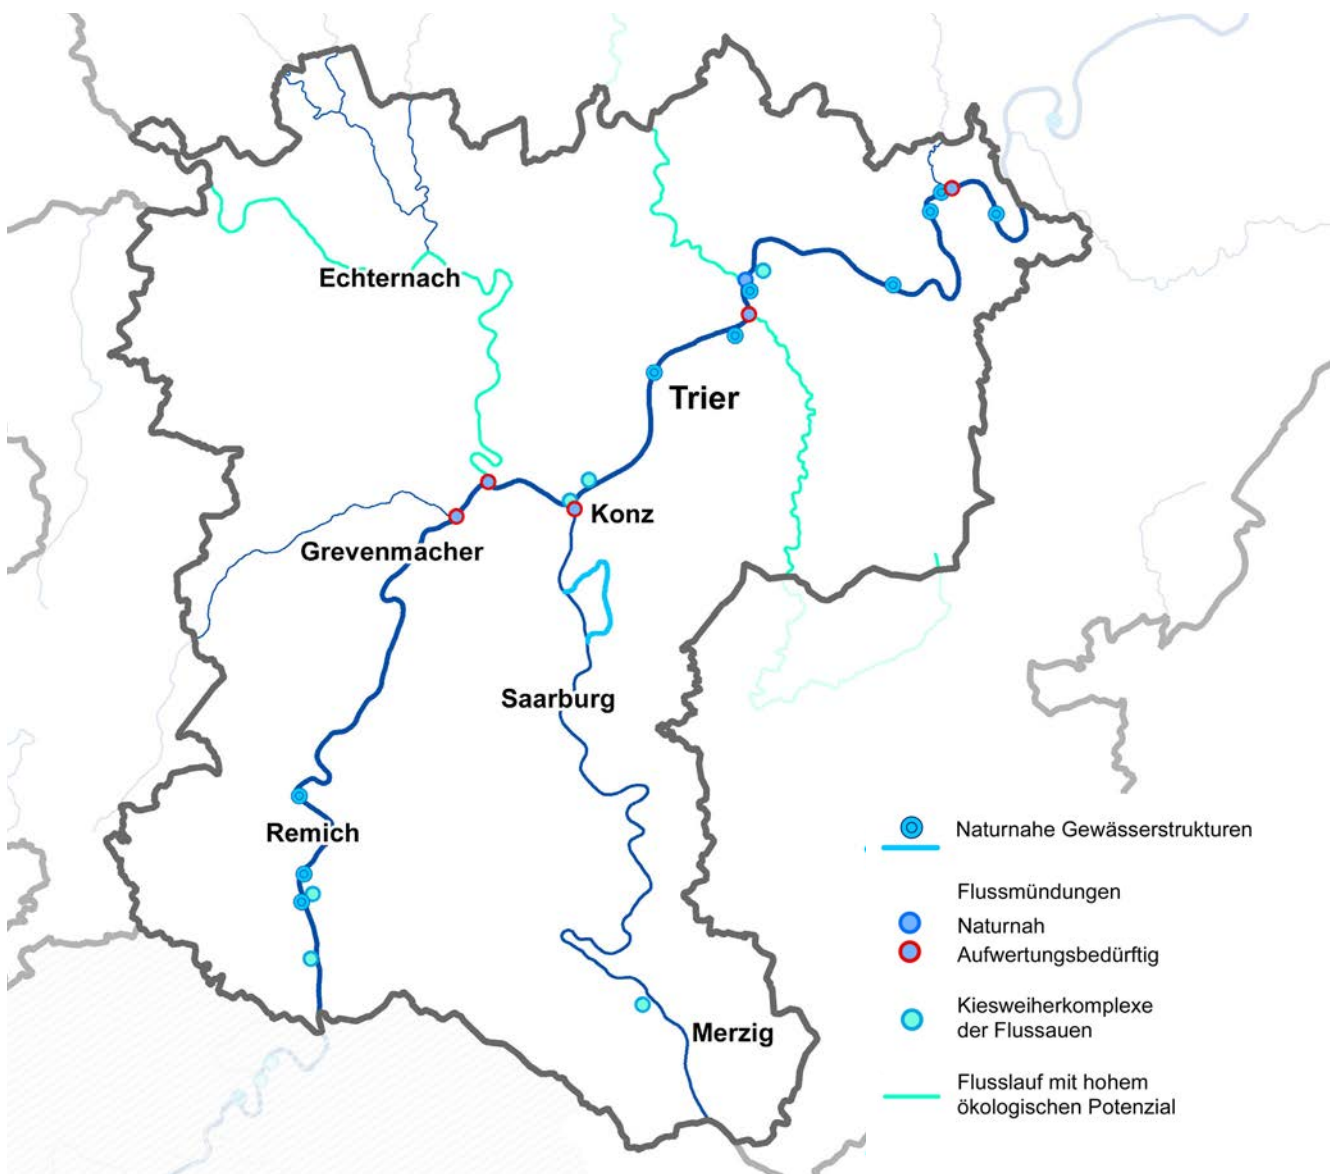 Echternach
Trier
Konz
Grevenmacher
Saarburg
Remich
Merzig
Naturnahe Gewässerstrukturen
Flussmündungen
Naturnah
Aufwertungsbedürftig
Kiesweiherkomplexe
der Flussauen
Flusslauf mit hohem
ökologischen Potenzial